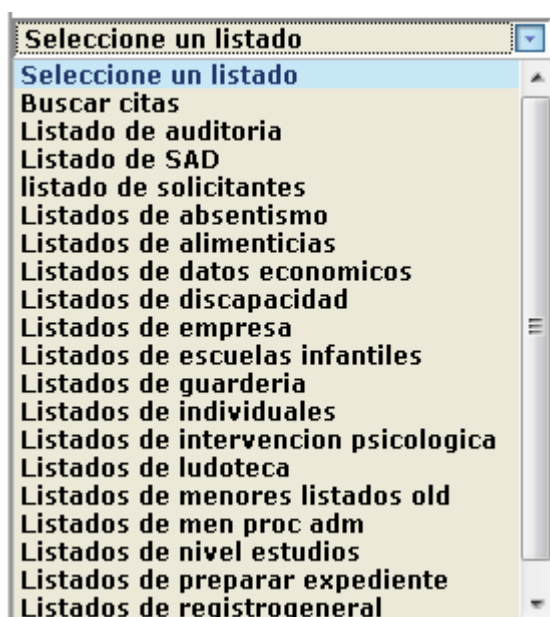 Seleccione un listado
Seleccione un listado
Buscar citas
Listado de auditoria
Listado de SAD
listado de solicitantes
Listados de absentismo
Listados de alimenticias
Listados de datos economicos
Listados de discapacidad
Listados de empresa
Listados de escuelas infantiles
Listados de guarderia
Listados de individuales
Listados de intervencion psicologica
Listados de ludoteca
Listados de menores listados old
Listados de men proc adm
Listados de nivel estudios
Listados de preparar expediente
Listados de registrogeneral